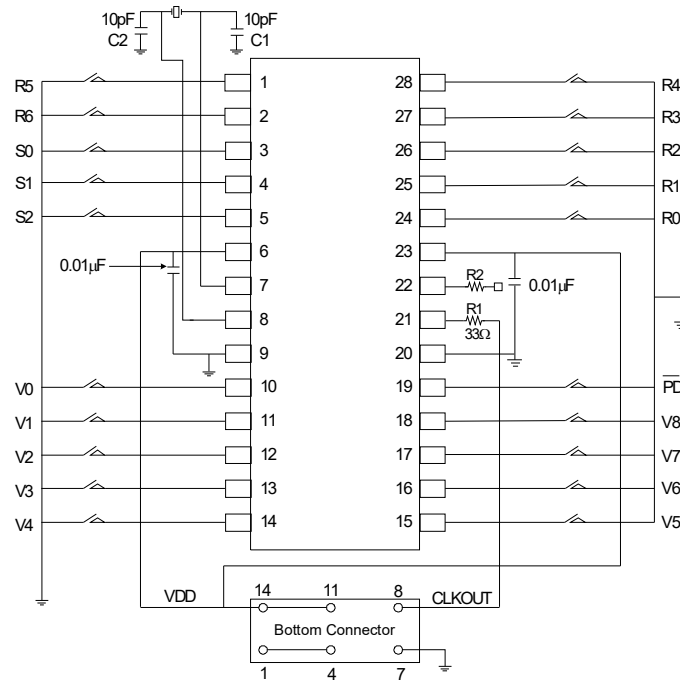 10pF 10pF
C2 C1
R5 1 28 R4
R6 2 27 R3
S0 3 26 R2
S1 4 25 R1
S2 5 24 R0
6 23
0.01μF
R2
7 22 0.01μF
R1
8 21
33Ω
9 20
V0 10 19 PD
V1 11 18 V8
V2 12 17 V7
V3 13 16 V6
V4 14 15 V5
VDD 14 11 8 CLKOUT
Bottom Connector
1 4 7